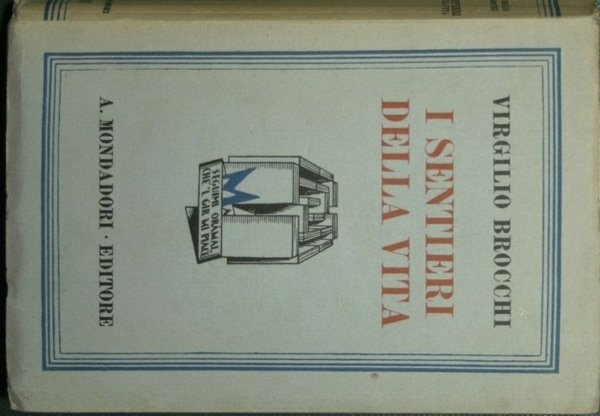 VIRGILIO BROCCHI
I SENTIERI
DELLA VITA
M
SEGUIMI ORAMAI,
CHE 'L GIR MI PIACE
A. MONDADORI · EDITORE